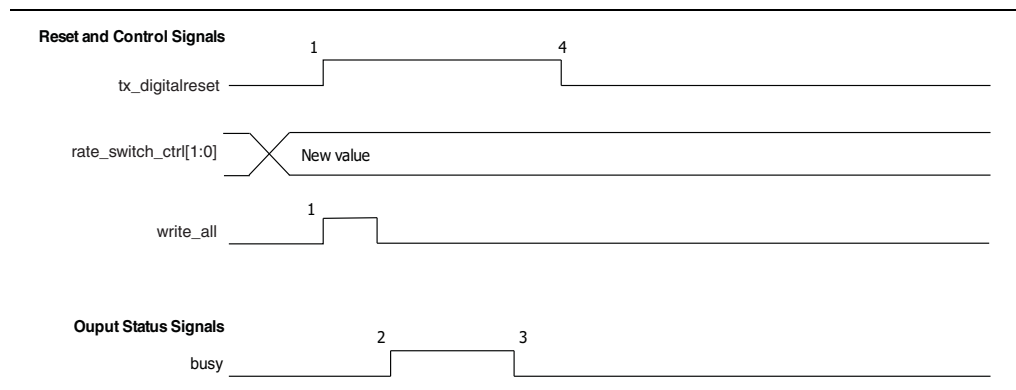 Reset and Control Signals
1
4
tx_digitalreset
rate_switch_ctrl[1:0]
New value
1
write_all
Ouput Status Signals
2
3
busy